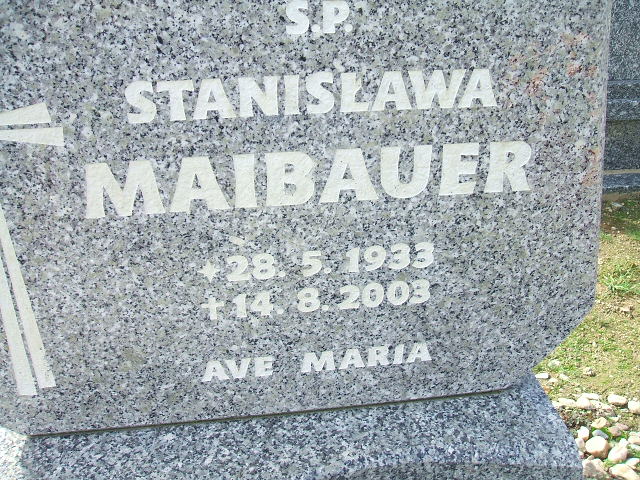 Ś.P.
STANISŁAWA
MAIBAUER
* 28. 5. 1933
+ 14. 8. 2003
AVE MARIA